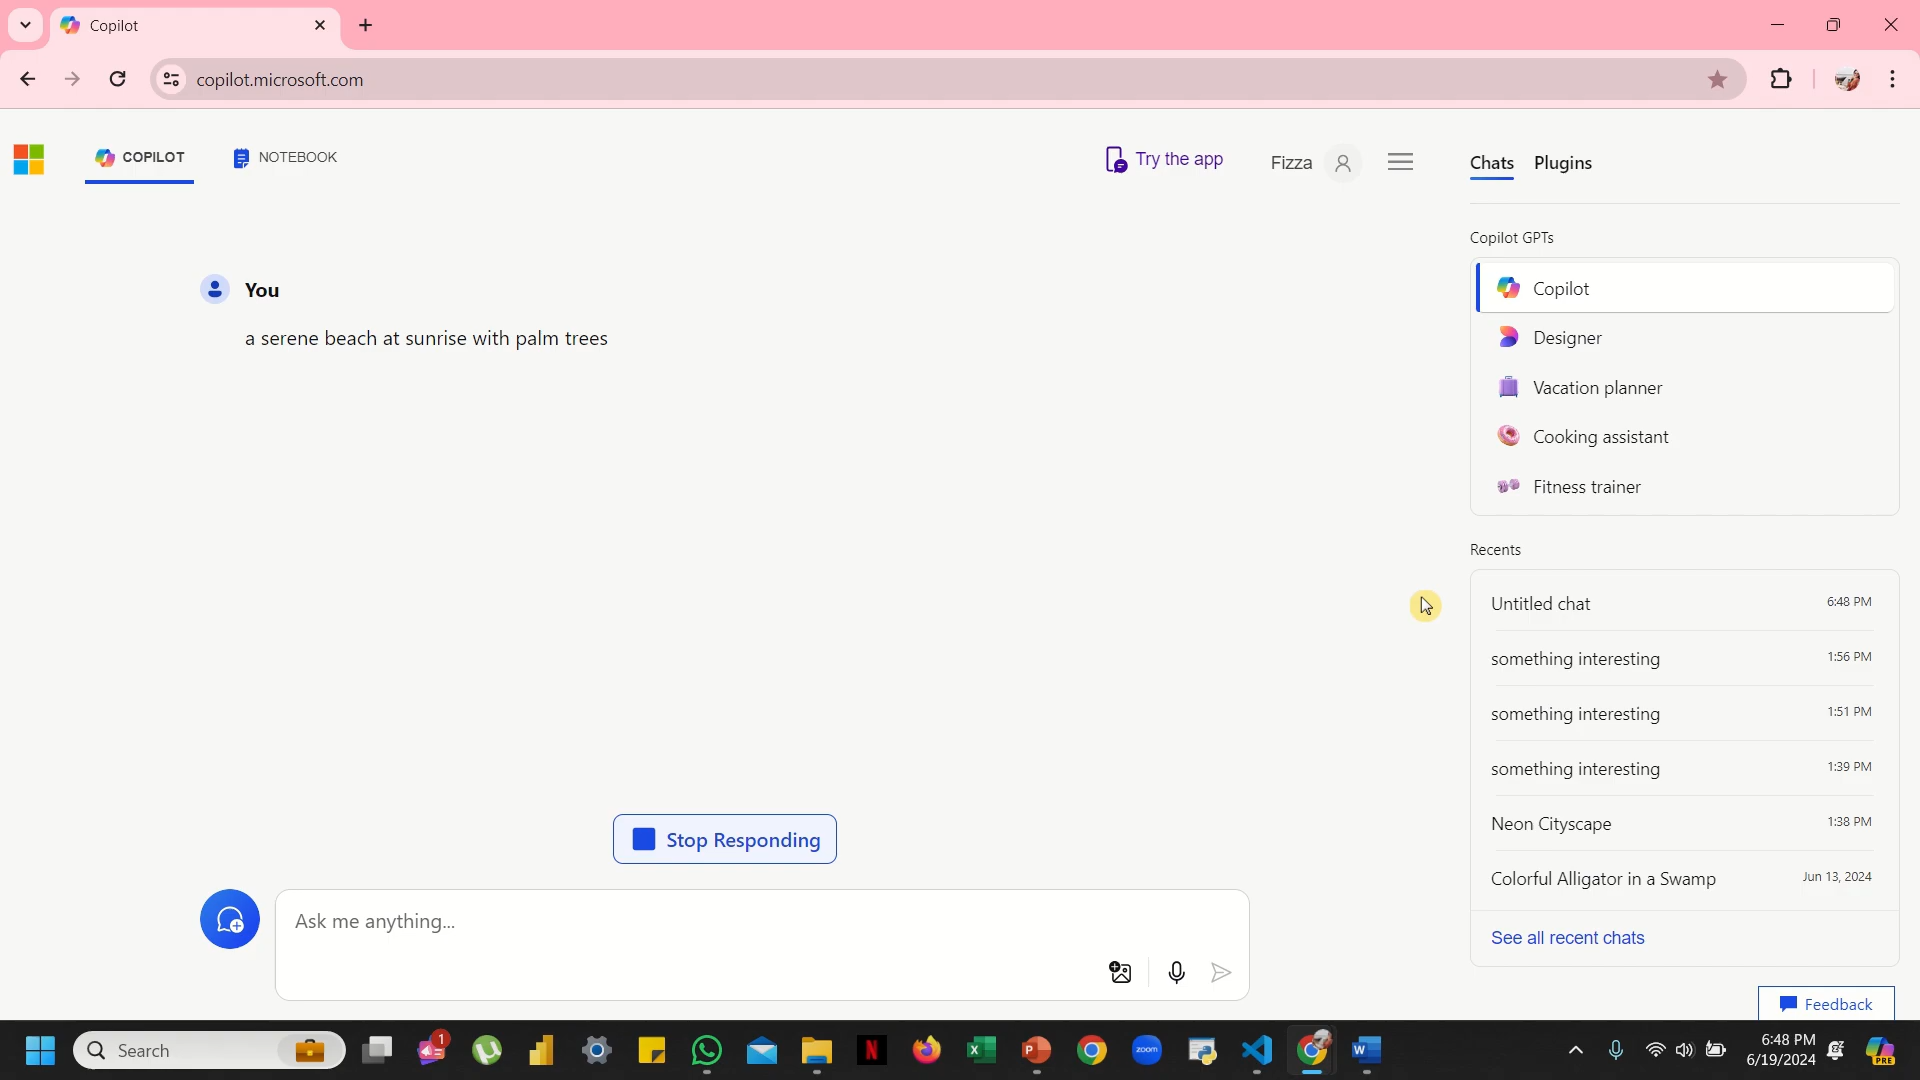 Copilot
copilot.microsoft.com
COPILOT
NOTEBOOK
Try the app
Fizza
Chats
Plugins
Copilot GPTs
Copilot
Designer
Vacation planner
Cooking assistant
Fitness trainer
You
a serene beach at sunrise with palm trees
Recents
Untitled chat 6:48 PM
something interesting 1:56 PM
something interesting 1:51 PM
something interesting 1:39 PM
Neon Cityscape 1:38 PM
Colorful Alligator in a Swamp Jun 13, 2024
See all recent chats
Stop Responding
Ask me anything...
Feedback
Search
1
N
X
P
zoom
W
6:48 PM
6/19/2024
PRE